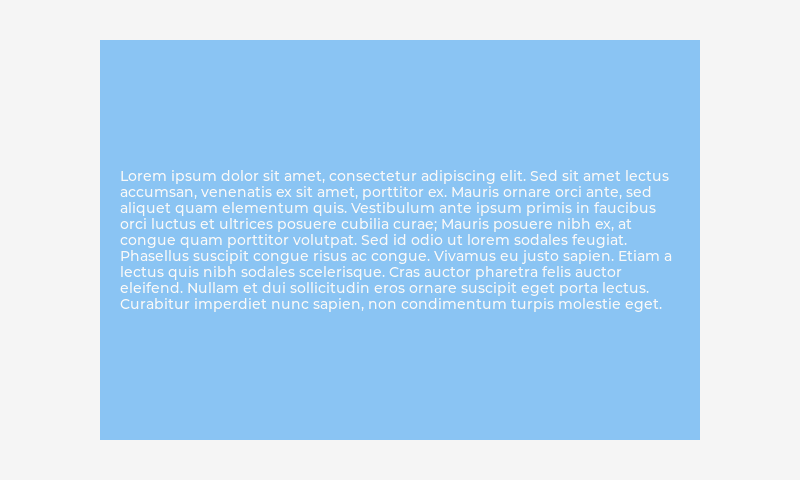 Lorem ipsum dolor sit amet, consectetur adipiscing elit. Sed sit amet lectus
accumsan, venenatis ex sit amet, porttitor ex. Mauris ornare orci ante, sed
aliquet quam elementum quis. Vestibulum ante ipsum primis in faucibus
orci luctus et ultrices posuere cubilia curae; Mauris posuere nibh ex, at
congue quam porttitor volutpat. Sed id odio ut lorem sodales feugiat.
Phasellus suscipit congue risus ac congue. Vivamus eu justo sapien. Etiam a
lectus quis nibh sodales scelerisque. Cras auctor pharetra felis auctor
eleifend. Nullam et dui sollicitudin eros ornare suscipit eget porta lectus.
Curabitur imperdiet nunc sapien, non condimentum turpis molestie eget.